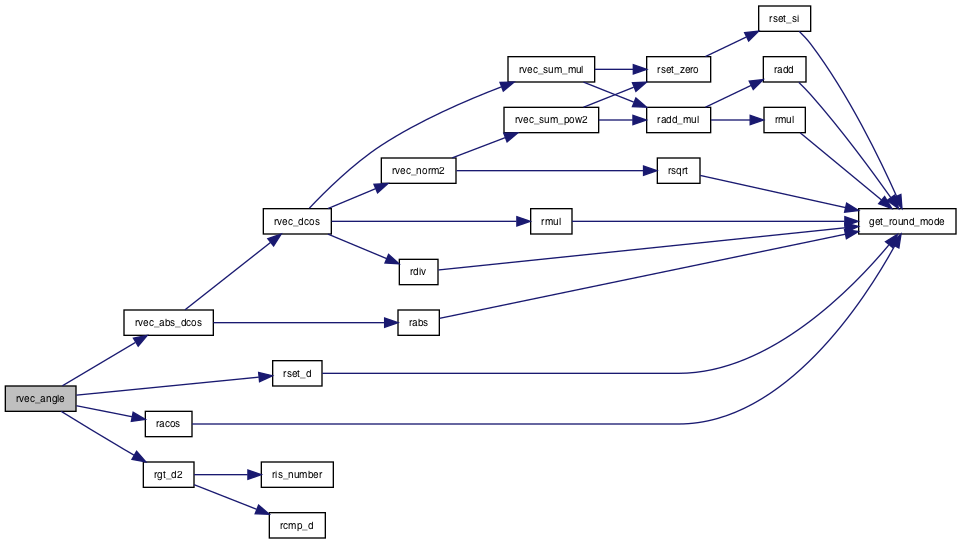 rset_si
rvec_sum_mul
rset_zero
radd
rvec_sum_pow2
radd_mul
rmul
rvec_norm2
rsqrt
rvec_dcos
rmul
get_round_mode
rdiv
rvec_abs_dcos
rabs
rset_d
rvec_angle
racos
rgt_d2
ris_number
rcmp_d